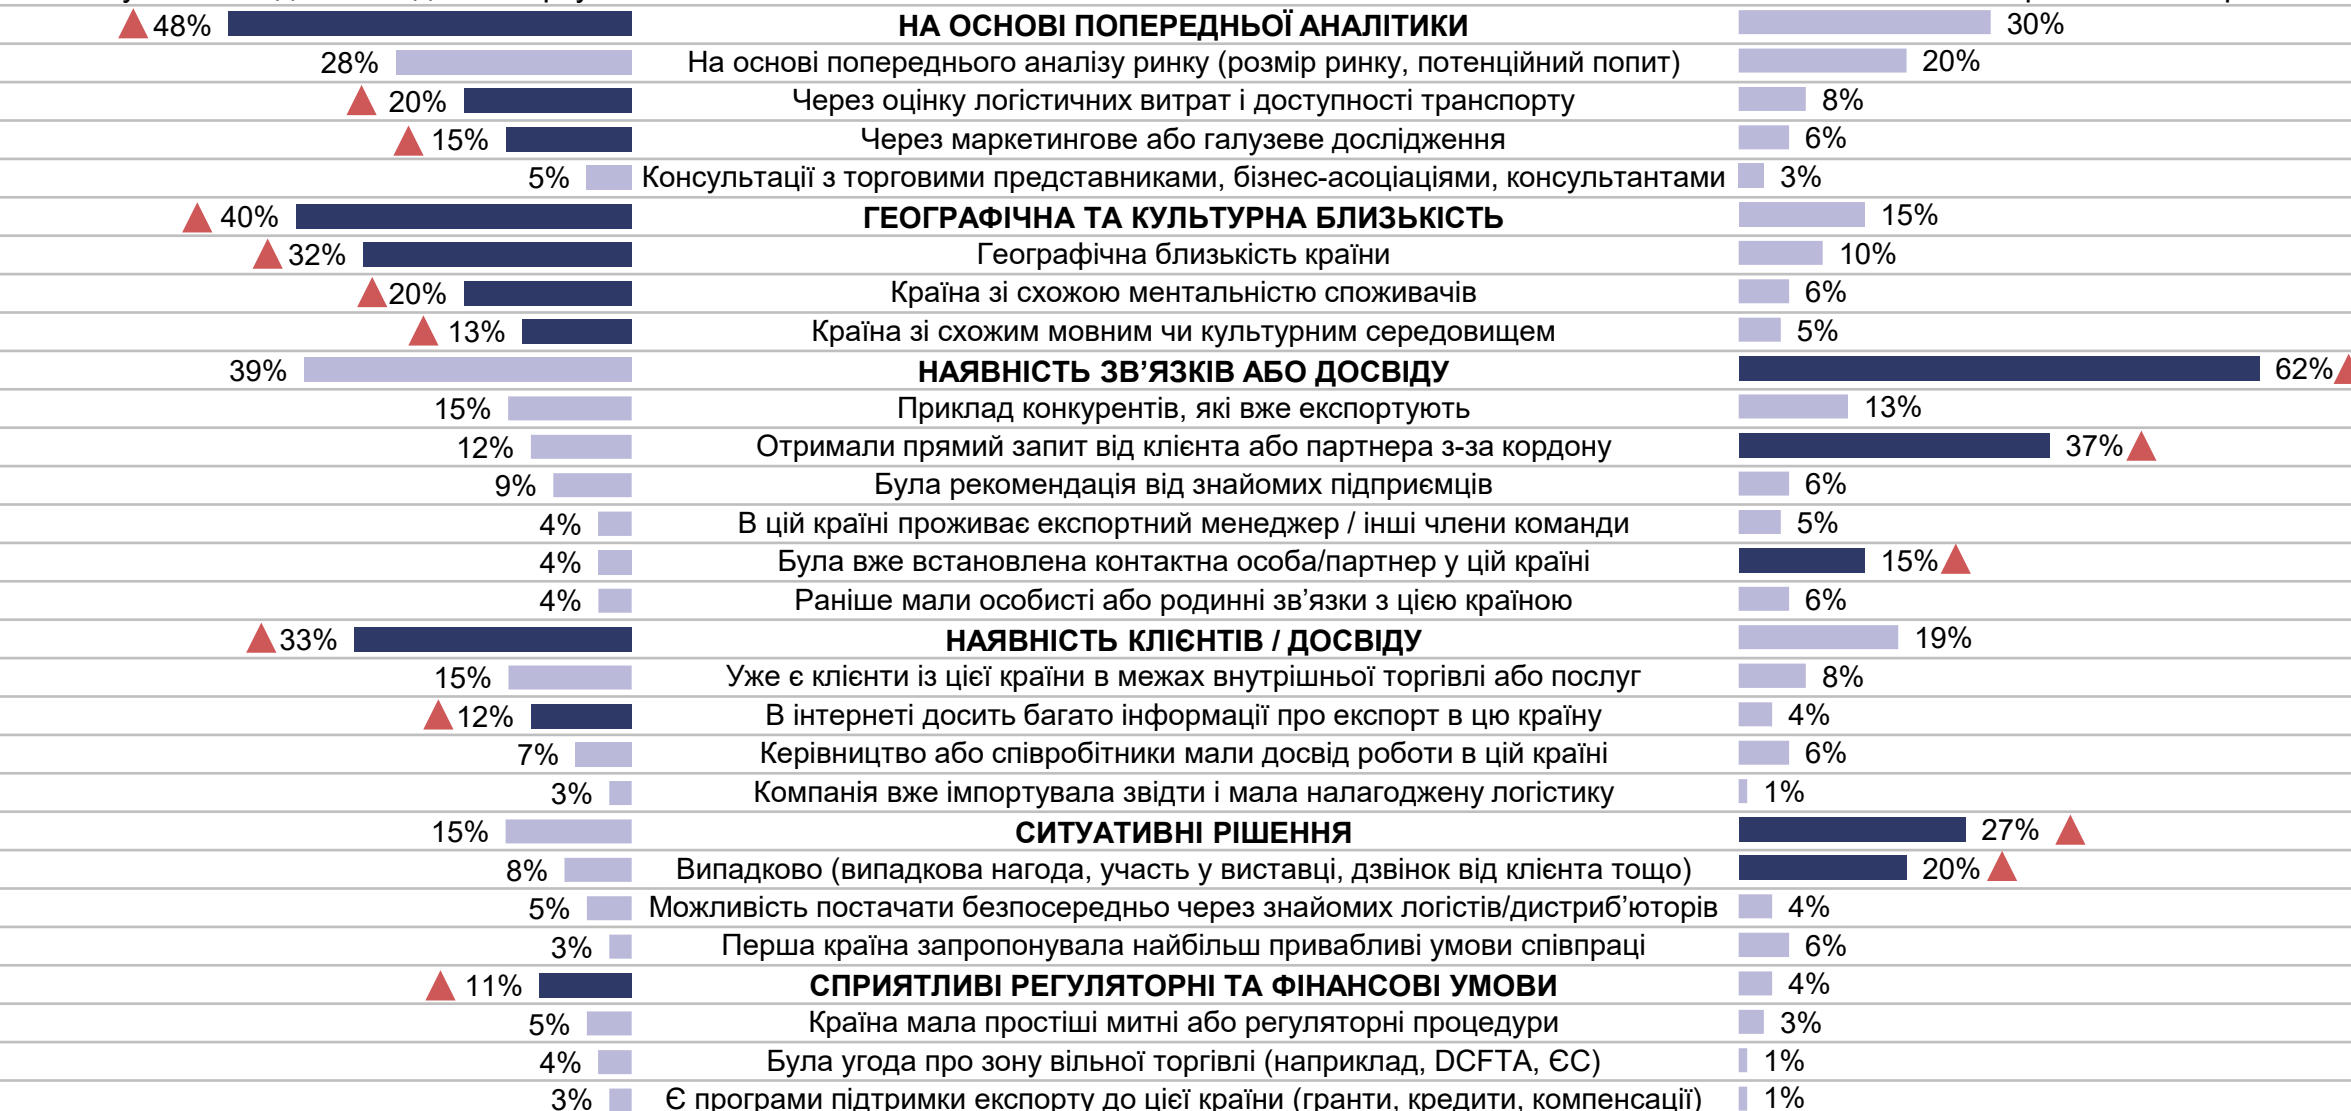 48% НА ОСНОВІ ПОПЕРЕДНЬОЇ АНАЛІТИКИ 30%
28% На основі попереднього аналізу ринку (розмір ринку, потенційний попит) 20%
20% Через оцінку логістичних витрат і доступності транспорту 8%
15% Через маркетингове або галузеве дослідження 6%
5% Консультації з торговими представниками, бізнес-асоціаціями, консультантами 3%
40% ГЕОГРАФІЧНА ТА КУЛЬТУРНА БЛИЗЬКІСТЬ 15%
32% Географічна близькість країни 10%
20% Країна зі схожою ментальністю споживачів 6%
13% Країна зі схожим мовним чи культурним середовищем 5%
39% НАЯВНІСТЬ ЗВ’ЯЗКІВ АБО ДОСВІДУ 62%
15% Приклад конкурентів, які вже експортують 13%
12% Отримали прямий запит від клієнта або партнера з-за кордону 37%
9% Була рекомендація від знайомих підприємців 6%
4% В цій країні проживає експортний менеджер / інші члени команди 5%
4% Була вже встановлена контактна особа/партнер у цій країні 15%
4% Раніше мали особисті або родинні зв’язки з цією країною 6%
33% НАЯВНІСТЬ КЛІЄНТІВ / ДОСВІДУ 19%
15% Уже є клієнти із цієї країни в межах внутрішньої торгівлі або послуг 8%
12% В інтернеті досить багато інформації про експорт в цю країну 4%
7% Керівництво або співробітники мали досвід роботи в цій країні 6%
3% Компанія вже імпортувала звідти і мала налагоджену логістику 1%
15% СИТУАТИВНІ РІШЕННЯ 27%
8% Випадково (випадкова нагода, участь у виставці, дзвінок від клієнта тощо) 20%
5% Можливість постачати безпосередньо через знайомих логістів/дистриб’юторів 4%
3% Перша країна запропонувала найбільш привабливі умови співпраці 6%
11% СПРИЯТЛИВІ РЕГУЛЯТОРНІ ТА ФІНАНСОВІ УМОВИ 4%
5% Країна мала простіші митні або регуляторні процедури 3%
4% Була угода про зону вільної торгівлі (наприклад, DCFTA, ЄС) 1%
3% Є програми підтримки експорту до цієї країни (гранти, кредити, компенсації) 1%